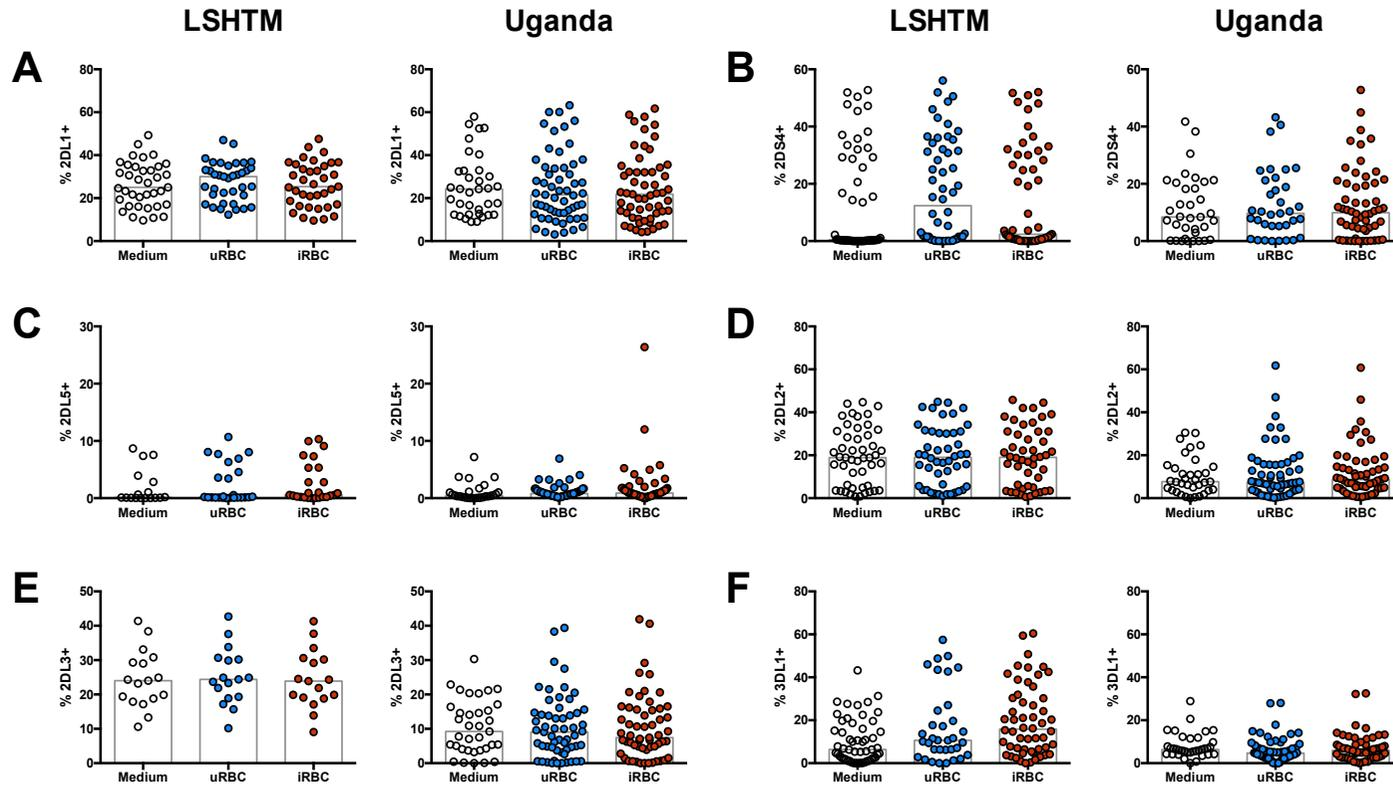 LSHTM Uganda LSHTM Uganda
A
80
60
40
20
0
% 2DL1+
Medium uRBC iRBC
80
60
40
20
0
% 2DL1+
Medium uRBC iRBC
B
60
40
20
0
% 2DS4+
Medium uRBC iRBC
60
40
20
0
% 2DS4+
Medium uRBC iRBC
C
30
20
10
0
% 2DL5+
Medium uRBC iRBC
30
20
10
0
% 2DL5+
Medium uRBC iRBC
D
80
60
40
20
0
% 2DL2+
Medium uRBC iRBC
80
60
40
20
0
% 2DL2+
Medium uRBC iRBC
E
50
40
30
20
10
0
% 2DL3+
Medium uRBC iRBC
50
40
30
20
10
0
% 2DL3+
Medium uRBC iRBC
F
80
60
40
20
0
% 3DL1+
Medium uRBC iRBC
80
60
40
20
0
% 3DL1+
Medium uRBC iRBC